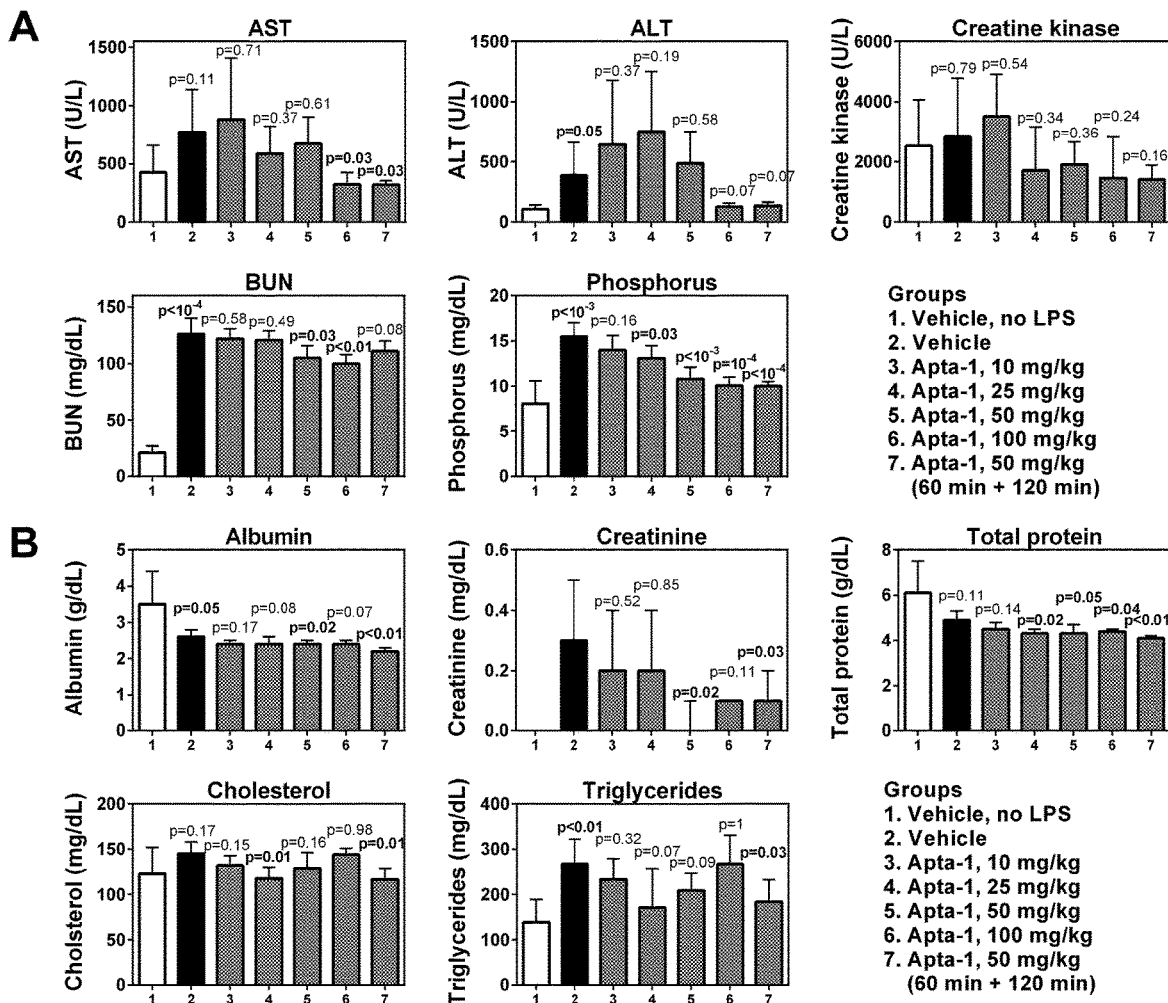 A
AST
AST (U/L)
1500
1000
500
0
p=0.11
p=0.71
p=0.37
p=0.61
p=0.03
p=0.03
1 2 3 4 5 6 7
ALT
ALT (U/L)
1500
1000
500
0
p=0.05
p=0.37
p=0.19
p=0.58
p=0.07
p=0.07
1 2 3 4 5 6 7
Creatine kinase
Creatine kinase (U/L)
6000
4000
2000
0
p=0.79
p=0.54
p=0.34
p=0.36
p=0.24
p=0.16
1 2 3 4 5 6 7
BUN
BUN (mg/dL)
150
100
50
0
p<10-4
p=0.58
p=0.49
p=0.03
p<0.01
p=0.08
1 2 3 4 5 6 7
Phosphorus
Phosphorus (mg/dL)
20
15
10
5
0
p<10-3
p=0.16
p=0.03
p<10-3
p=10-4
p<10-4
1 2 3 4 5 6 7
Groups
1. Vehicle, no LPS
2. Vehicle
3. Apta-1, 10 mg/kg
4. Apta-1, 25 mg/kg
5. Apta-1, 50 mg/kg
6. Apta-1, 100 mg/kg
7. Apta-1, 50 mg/kg
(60 min + 120 min)
B
Albumin
Albumin (g/dL)
5
4
3
2
1
0
p=0.05
p=0.17
p=0.08
p=0.02
p=0.07
p<0.01
1 2 3 4 5 6 7
Creatinine
Creatinine (mg/dL)
0.6
0.4
0.2
0.0
p=0.52
p=0.85
p=0.02
p=0.11
p=0.03
1 2 3 4 5 6 7
Total protein
Total protein (g/dL)
8
6
4
2
0
p=0.11
p=0.14
p=0.02
p=0.05
p=0.04
p<0.01
1 2 3 4 5 6 7
Cholesterol
Cholsterol (mg/dL)
200
150
100
50
0
p=0.17
p=0.15
p=0.01
p=0.16
p=0.98
p=0.01
1 2 3 4 5 6 7
Triglycerides
Triglycerides (mg/dL)
400
300
200
100
0
p<0.01
p=0.32
p=0.07
p=0.09
p=1
p=0.03
1 2 3 4 5 6 7
Groups
1. Vehicle, no LPS
2. Vehicle
3. Apta-1, 10 mg/kg
4. Apta-1, 25 mg/kg
5. Apta-1, 50 mg/kg
6. Apta-1, 100 mg/kg
7. Apta-1, 50 mg/kg
(60 min + 120 min)